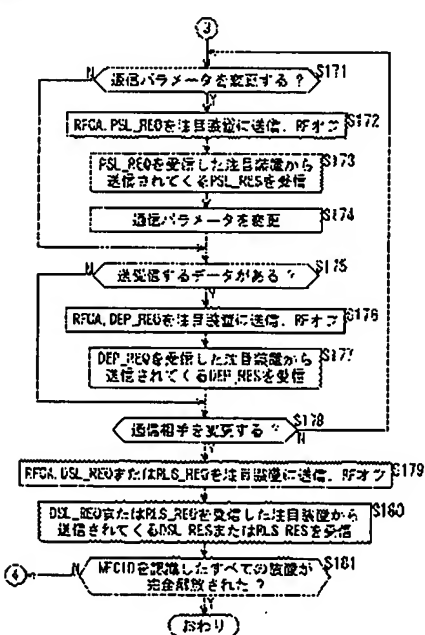 3
通信パラメータを変更する？
S171
N
Y
RFCA, PSL_REQを注目装置に送信, RFオフ
S172
PSL_REQを受信した注目装置から
送信されてくるPSL_RESを受信
S173
通信パラメータを変更
S174
送受信するデータがある？
S175
N
Y
RFCA, DEP_REQを注目装置に送信, RFオフ
S176
DEP_REQを受信した注目装置から
送信されてくるDEP_RESを受信
S177
通信相手を変更する？
S178
N
Y
RFCA, DSL_REQまたはRLS_REQを注目装置に送信, RFオフ
S179
DSL_REQまたはRLS_REQを受信した注目装置から
送信されてくるDSL_RESまたはRLS_RESを受信
S180
NFCIDを認識したすべての装置が
完全解放された？
S181
N
4
Y
おわり